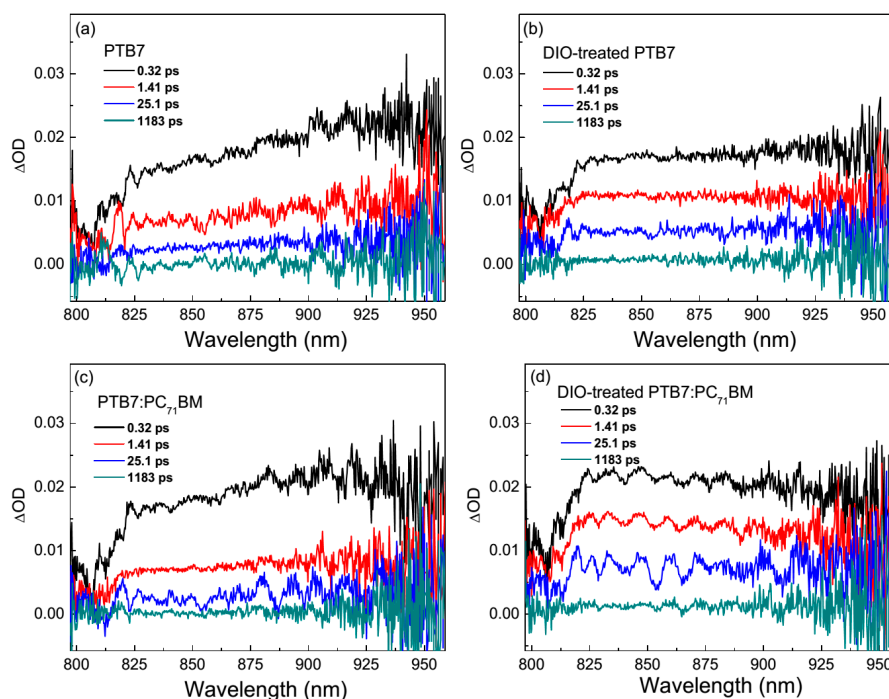 (a)
PTB7
0.32 ps
1.41 ps
25.1 ps
1183 ps
0.03
0.02
0.01
0.00
ΔOD
800 825 850 875 900 925 950
Wavelength (nm)
(b)
DIO-treated PTB7
0.32 ps
1.41 ps
25.1 ps
1183 ps
0.03
0.02
0.01
0.00
ΔOD
800 825 850 875 900 925 950
Wavelength (nm)
(c)
PTB7:PC₇₁BM
0.32 ps
1.41 ps
25.1 ps
1183 ps
0.03
0.02
0.01
0.00
ΔOD
800 825 850 875 900 925 950
Wavelength (nm)
(d)
DIO-treated PTB7:PC₇₁BM
0.32 ps
1.41 ps
25.1 ps
1183 ps
0.03
0.02
0.01
0.00
ΔOD
800 825 850 875 900 925 950
Wavelength (nm)